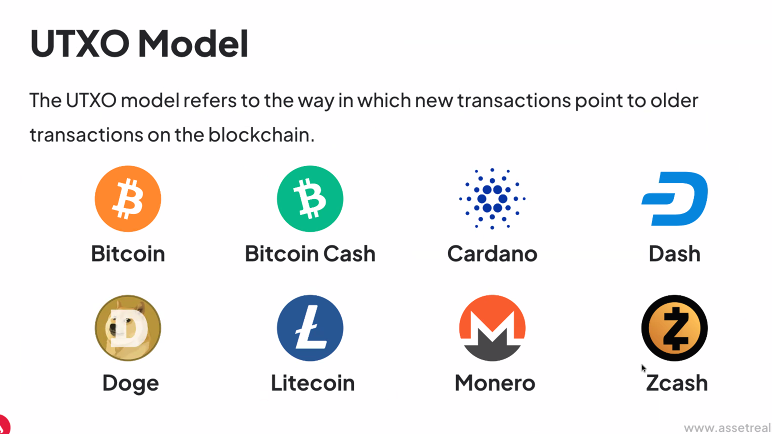 UTXO Model
The UTXO model refers to the way in which new transactions point to older
transactions on the blockchain.
Bitcoin
Bitcoin Cash
Cardano
Dash
Doge
Litecoin
Monero
Zcash
www.assetreal